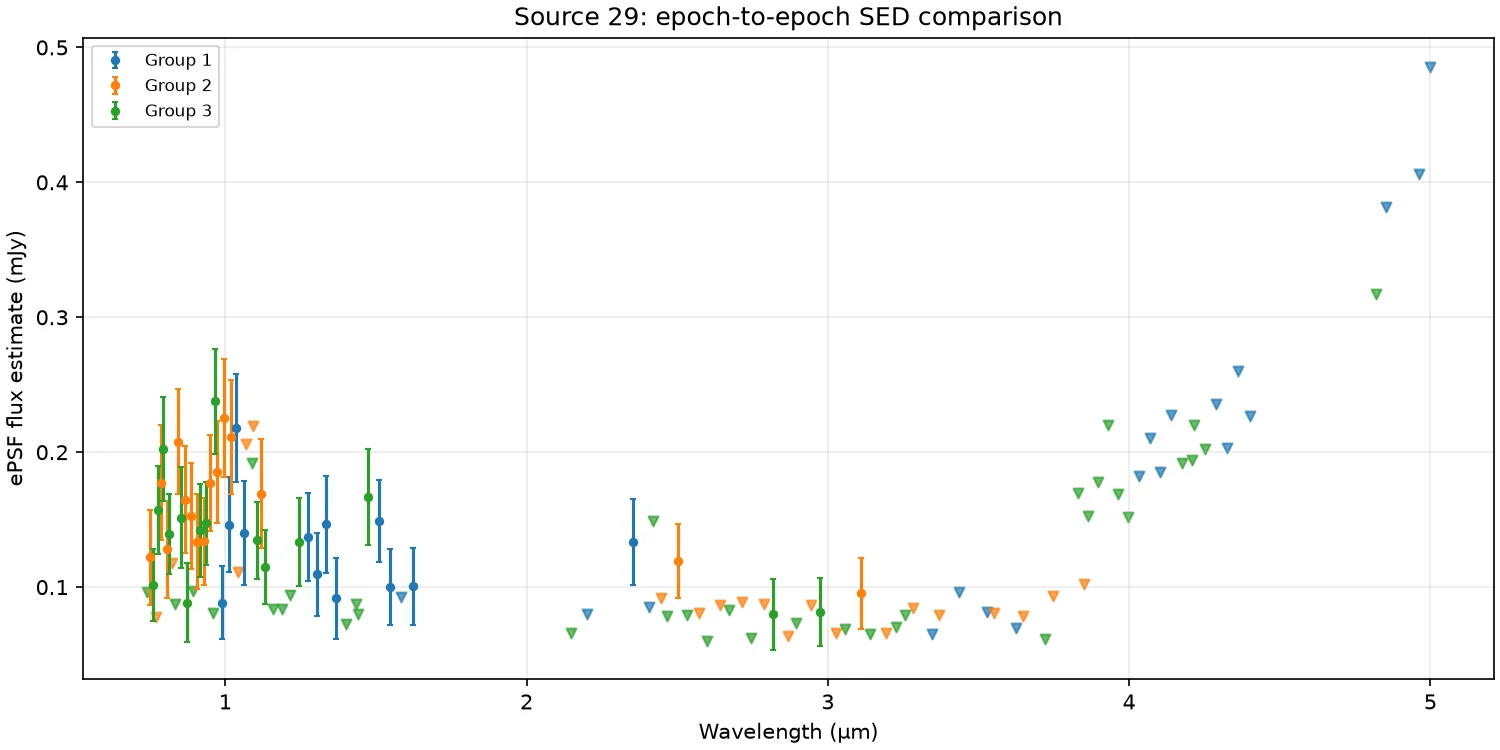 Source 29: epoch-to-epoch SED comparison
Group 1
Group 2
Group 3
ePSF flux estimate (mJy)
0.5
0.4
0.3
0.2
0.1
1 2 3 4 5
Wavelength (μm)